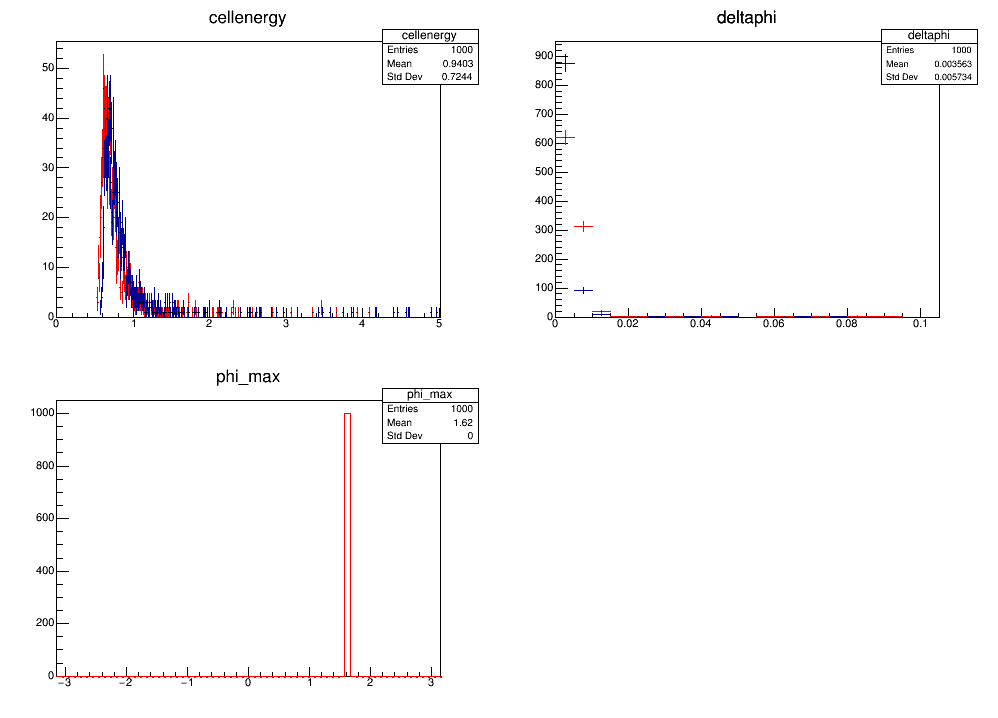 cellenergy
cellenergy
Entries 1000
Mean 0.9403
Std Dev 0.7244
50
40
30
20
10
0
0 1 2 3 4 5
deltaphi
deltaphi
Entries 1000
Mean 0.003563
Std Dev 0.005734
900
800
700
600
500
400
300
200
100
0
0 0.02 0.04 0.06 0.08 0.1
phi_max
phi_max
Entries 1000
Mean 1.62
Std Dev 0
1000
800
600
400
200
0
−3 −2 −1 0 1 2 3